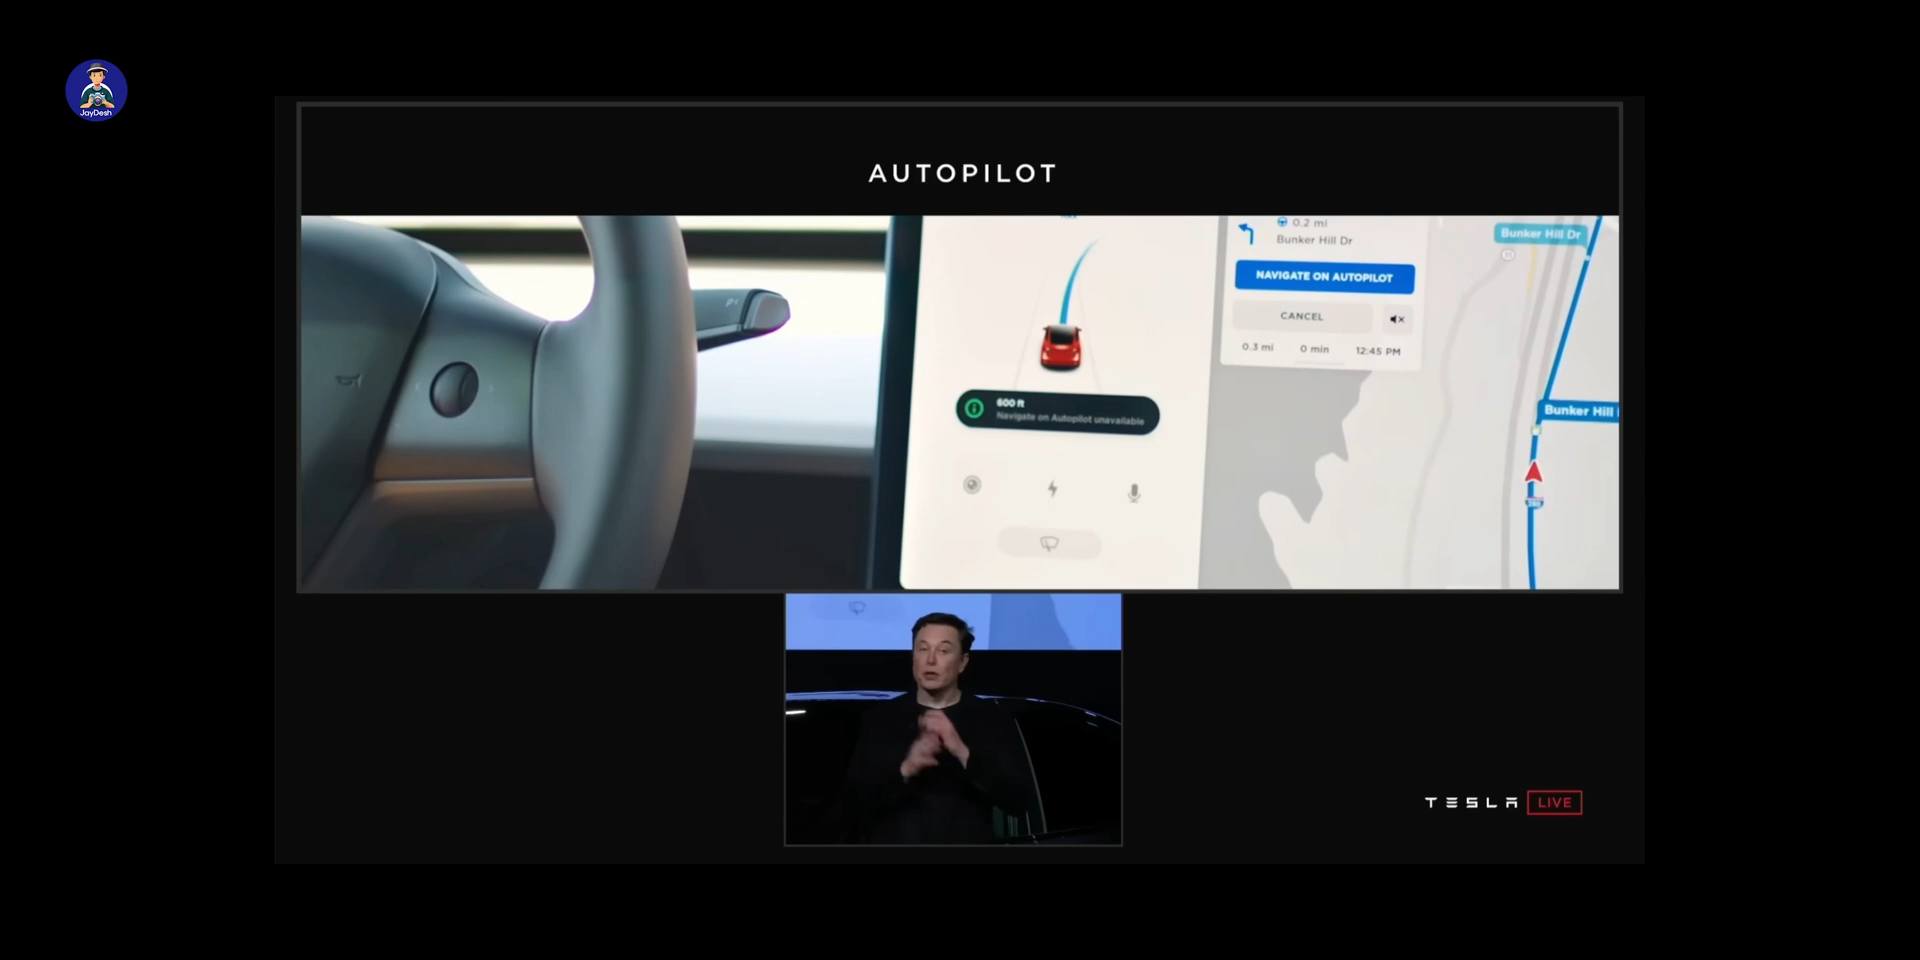 JayDesh
AUTOPILOT
0.2 mi
Bunker Hill Dr
NAVIGATE ON AUTOPILOT
CANCEL
0.3 mi 0 min 12:45 PM
Bunker Hill Dr
600 ft
Navigate on Autopilot unavailable
Bunker Hill
TESLA LIVE